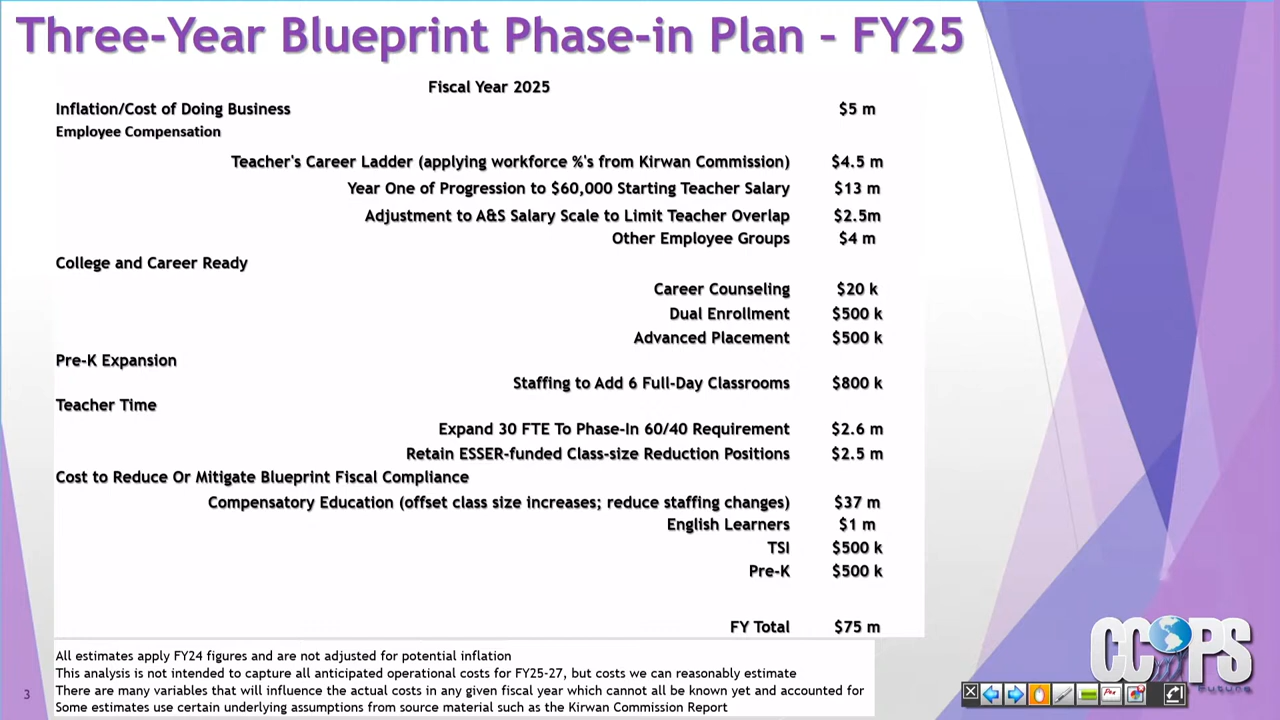 Three-Year Blueprint Phase-in Plan – FY25
Fiscal Year 2025
Inflation/Cost of Doing Business $5 m
Employee Compensation
Teacher's Career Ladder (applying workforce %'s from Kirwan Commission) $4.5 m
Year One of Progression to $60,000 Starting Teacher Salary $13 m
Adjustment to A&S Salary Scale to Limit Teacher Overlap $2.5m
Other Employee Groups $4 m
College and Career Ready
Career Counseling $20 k
Dual Enrollment $500 k
Advanced Placement $500 k
Pre-K Expansion
Staffing to Add 6 Full-Day Classrooms $800 k
Teacher Time
Expand 30 FTE To Phase-In 60/40 Requirement $2.6 m
Retain ESSER-funded Class-size Reduction Positions $2.5 m
Cost to Reduce Or Mitigate Blueprint Fiscal Compliance
Compensatory Education (offset class size increases; reduce staffing changes) $37 m
English Learners $1 m
TSI $500 k
Pre-K $500 k
FY Total $75 m
All estimates apply FY24 figures and are not adjusted for potential inflation
This analysis is not intended to capture all anticipated operational costs for FY25-27, but costs we can reasonably estimate
There are many variables that will influence the actual costs in any given fiscal year which cannot all be known yet and accounted for
Some estimates use certain underlying assumptions from source material such as the Kirwan Commission Report
3
CCPS